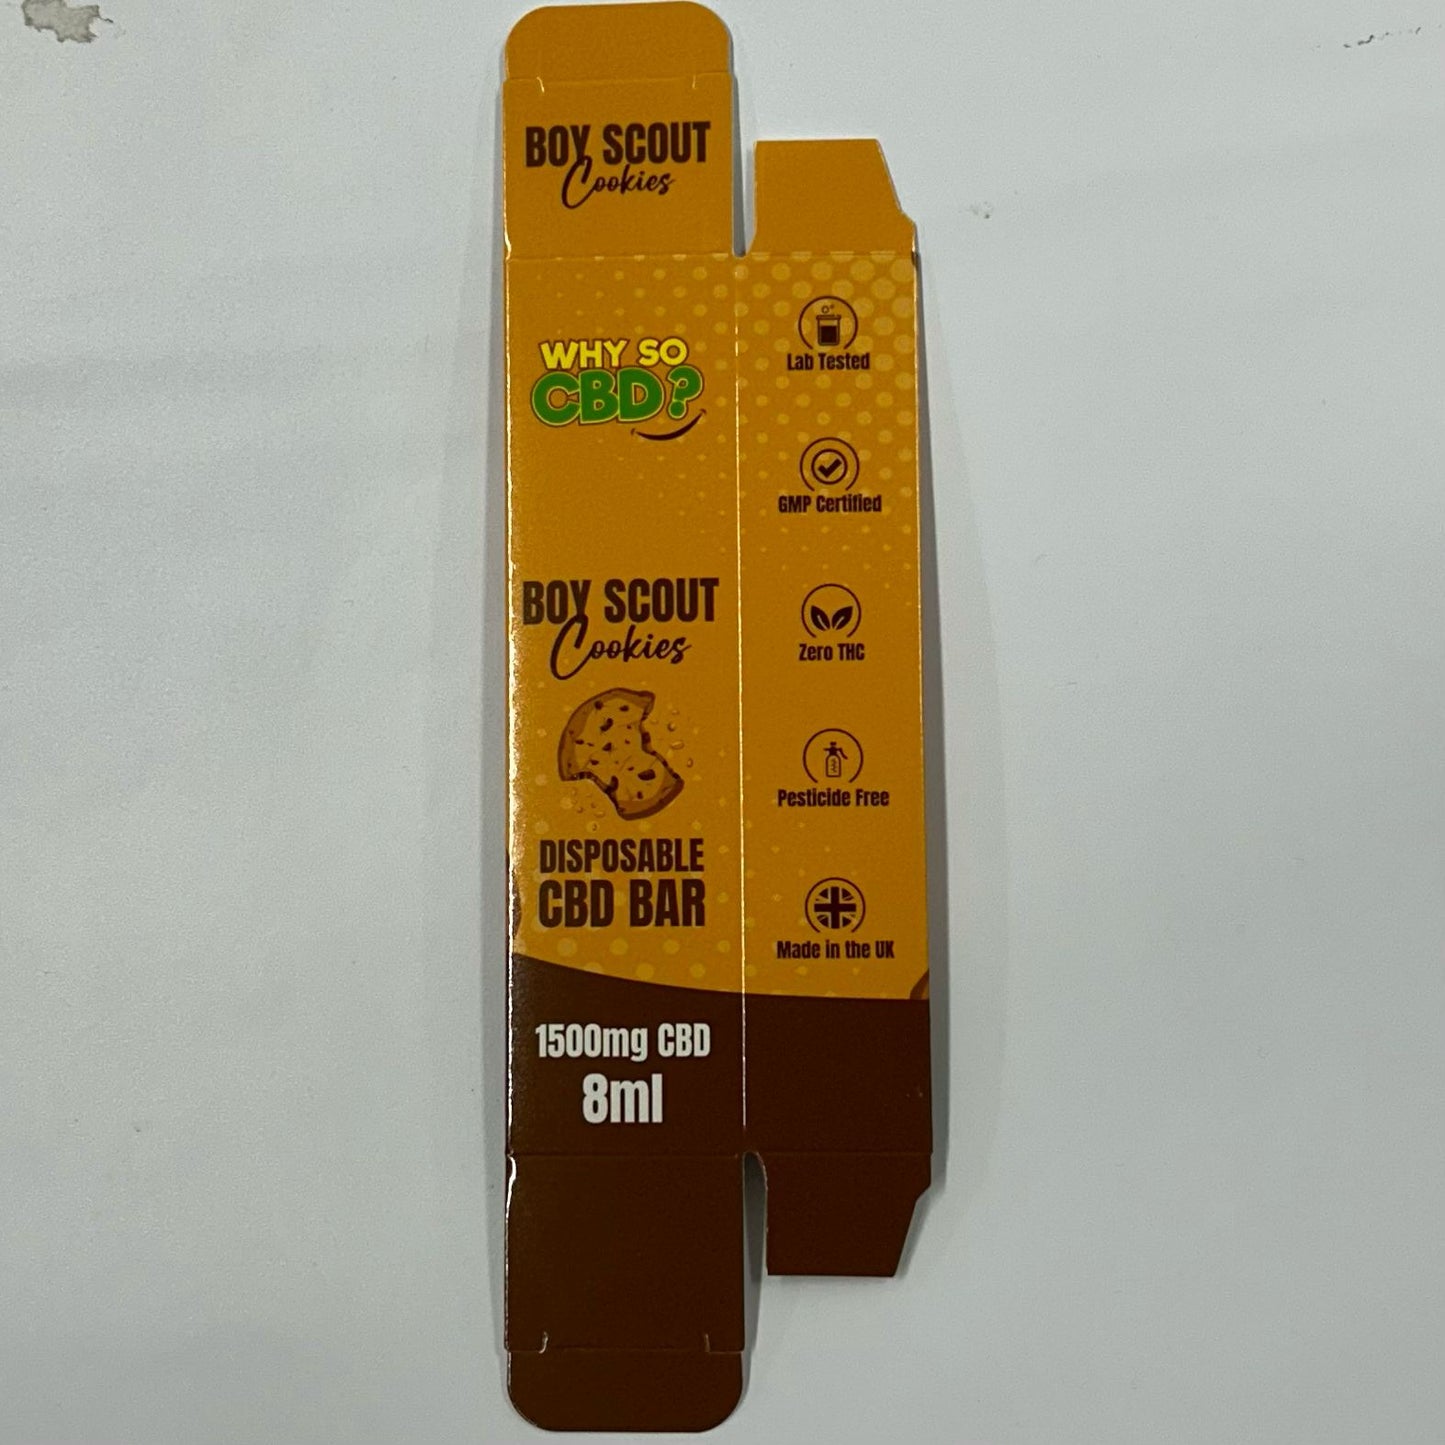 BOY SCOUT
Cookies
WHY SO
CBD?
BOY SCOUT
Cookies
DISPOSABLE
CBD BAR
1500mg CBD
8ml
Lab Tested
GMP Certified
Zero THC
Pesticide Free
Made in the UK